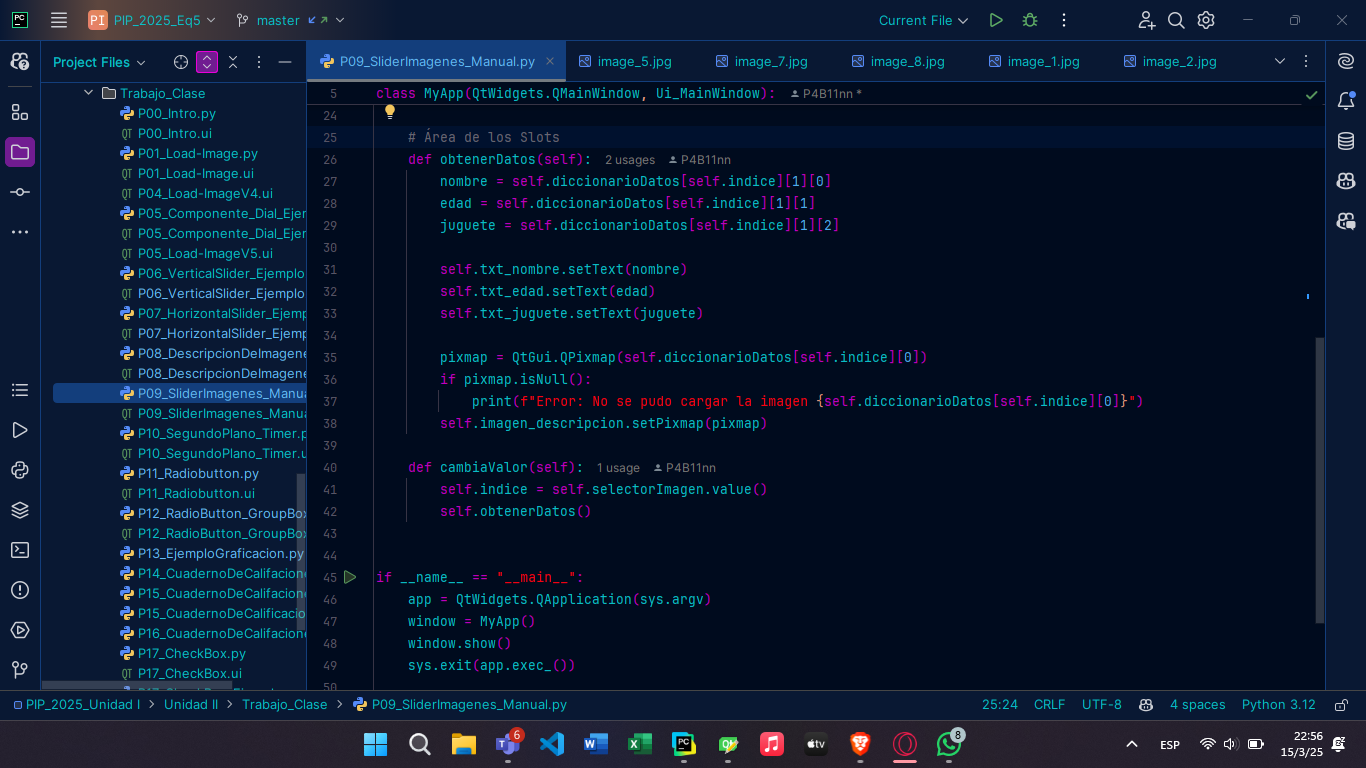 PC
PI PIP_2025_Eq5
master
Current File
Project Files
P09_SliderImagenes_Manual.py
image_5.jpg
image_7.jpg
image_8.jpg
image_1.jpg
image_2.jpg
Trabajo_Clase
P00_Intro.py
P00_Intro.ui
P01_Load-Image.py
P01_Load-Image.ui
P04_Load-ImageV4.ui
P05_Componente_Dial_Ejer
P05_Componente_Dial_Ejer
P05_Load-ImageV5.ui
P06_VerticalSlider_Ejemplo
P06_VerticalSlider_Ejemplo
P07_HorizontalSlider_Ejemp
P07_HorizontalSlider_Ejemp
P08_DescripcionDeImagene
P08_DescripcionDeImagene
P09_SliderImagenes_Manua
P09_SliderImagenes_Manua
P10_SegundoPlano_Timer.p
P10_SegundoPlano_Timer.u
P11_Radiobutton.py
P11_Radiobutton.ui
P12_RadioButton_GroupBox
P12_RadioButton_GroupBox
P13_EjemploGraficacion.py
P14_CuadernoDeCalifacion
P15_CuadernoDeCalifacion
P15_CuadernoDeCalificacio
P16_CuadernoDeCalifacion
P17_CheckBox.py
P17_CheckBox.ui
5 class MyApp(QtWidgets.QMainWindow, Ui_MainWindow): P4B11nn *
24
25 # Área de los Slots
26 def obtenerDatos(self): 2 usages P4B11nn
27 nombre = self.diccionarioDatos[self.indice][1][0]
28 edad = self.diccionarioDatos[self.indice][1][1]
29 juguete = self.diccionarioDatos[self.indice][1][2]
30
31 self.txt_nombre.setText(nombre)
32 self.txt_edad.setText(edad)
33 self.txt_juguete.setText(juguete)
34
35 pixmap = QtGui.QPixmap(self.diccionarioDatos[self.indice][0])
36 if pixmap.isNull():
37 print(f"Error: No se pudo cargar la imagen {self.diccionarioDatos[self.indice][0]}")
38 self.imagen_descripcion.setPixmap(pixmap)
39
40 def cambiaValor(self): 1 usage P4B11nn
41 self.indice = self.selectorImagen.value()
42 self.obtenerDatos()
43
44
45 if __name__ == "__main__":
46 app = QtWidgets.QApplication(sys.argv)
47 window = MyApp()
48 window.show()
49 sys.exit(app.exec_())
50
PIP_2025_Unidad I > Unidad II > Trabajo_Clase > P09_SliderImagenes_Manual.py
25:24 CRLF UTF-8 4 spaces Python 3.12
6
8
ESP
22:56
15/3/25